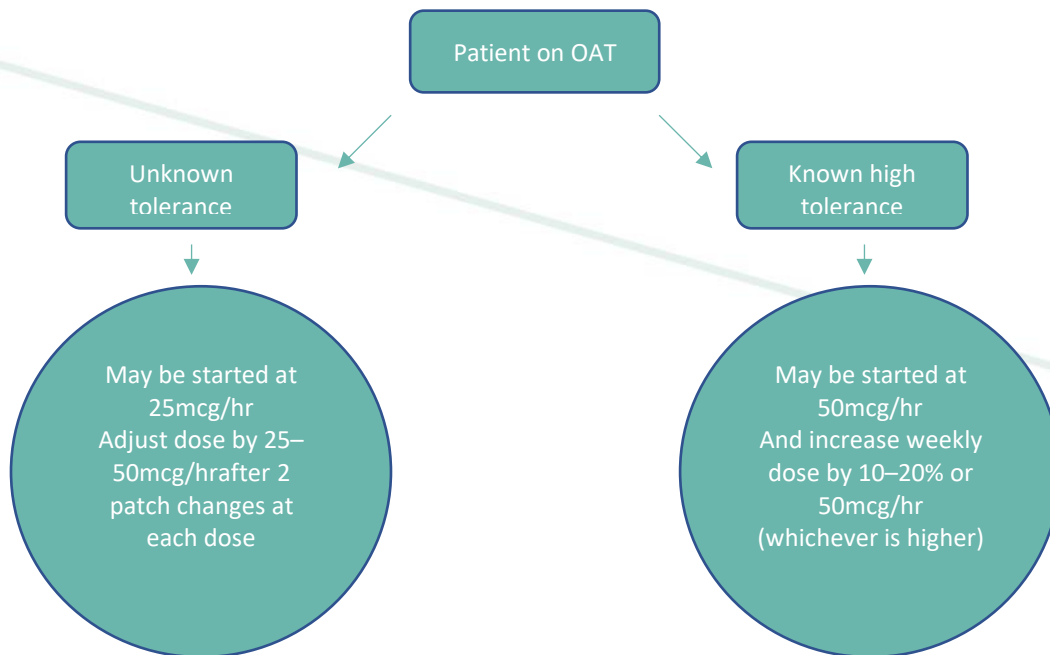 Patient on OAT
Unknown
tolerance
May be started at
25mcg/hr
Adjust dose by 25–
50mcg/hrafter 2
patch changes at
each dose
Known high
tolerance
May be started at
50mcg/hr
And increase weekly
dose by 10–20% or
50mcg/hr
(whichever is higher)